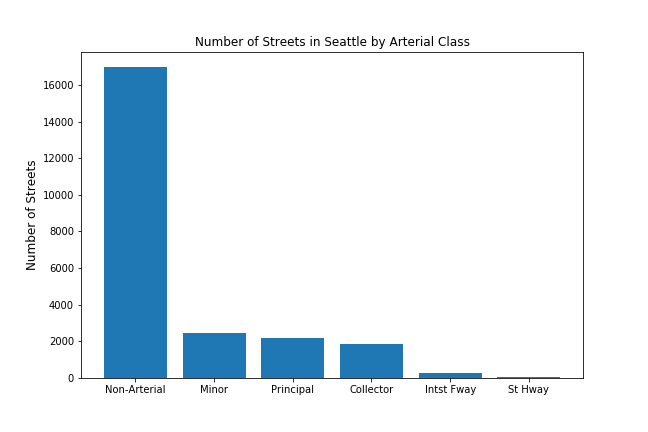 Number of Streets in Seattle by Arterial Class
Number of Streets
16000
14000
12000
10000
8000
6000
4000
2000
0
Non-Arterial
Minor
Principal
Collector
Intst Fway
St Hway